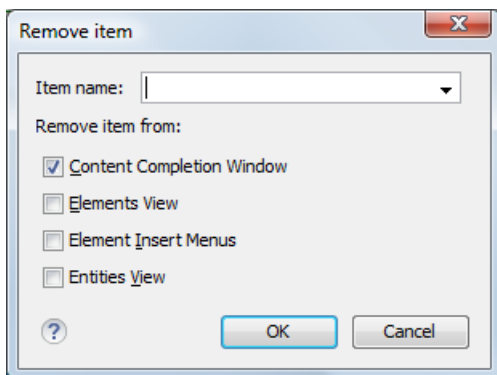 Remove item
Item name:
Remove item from:
Content Completion Window
Elements View
Element Insert Menus
Entities View
OK Cancel